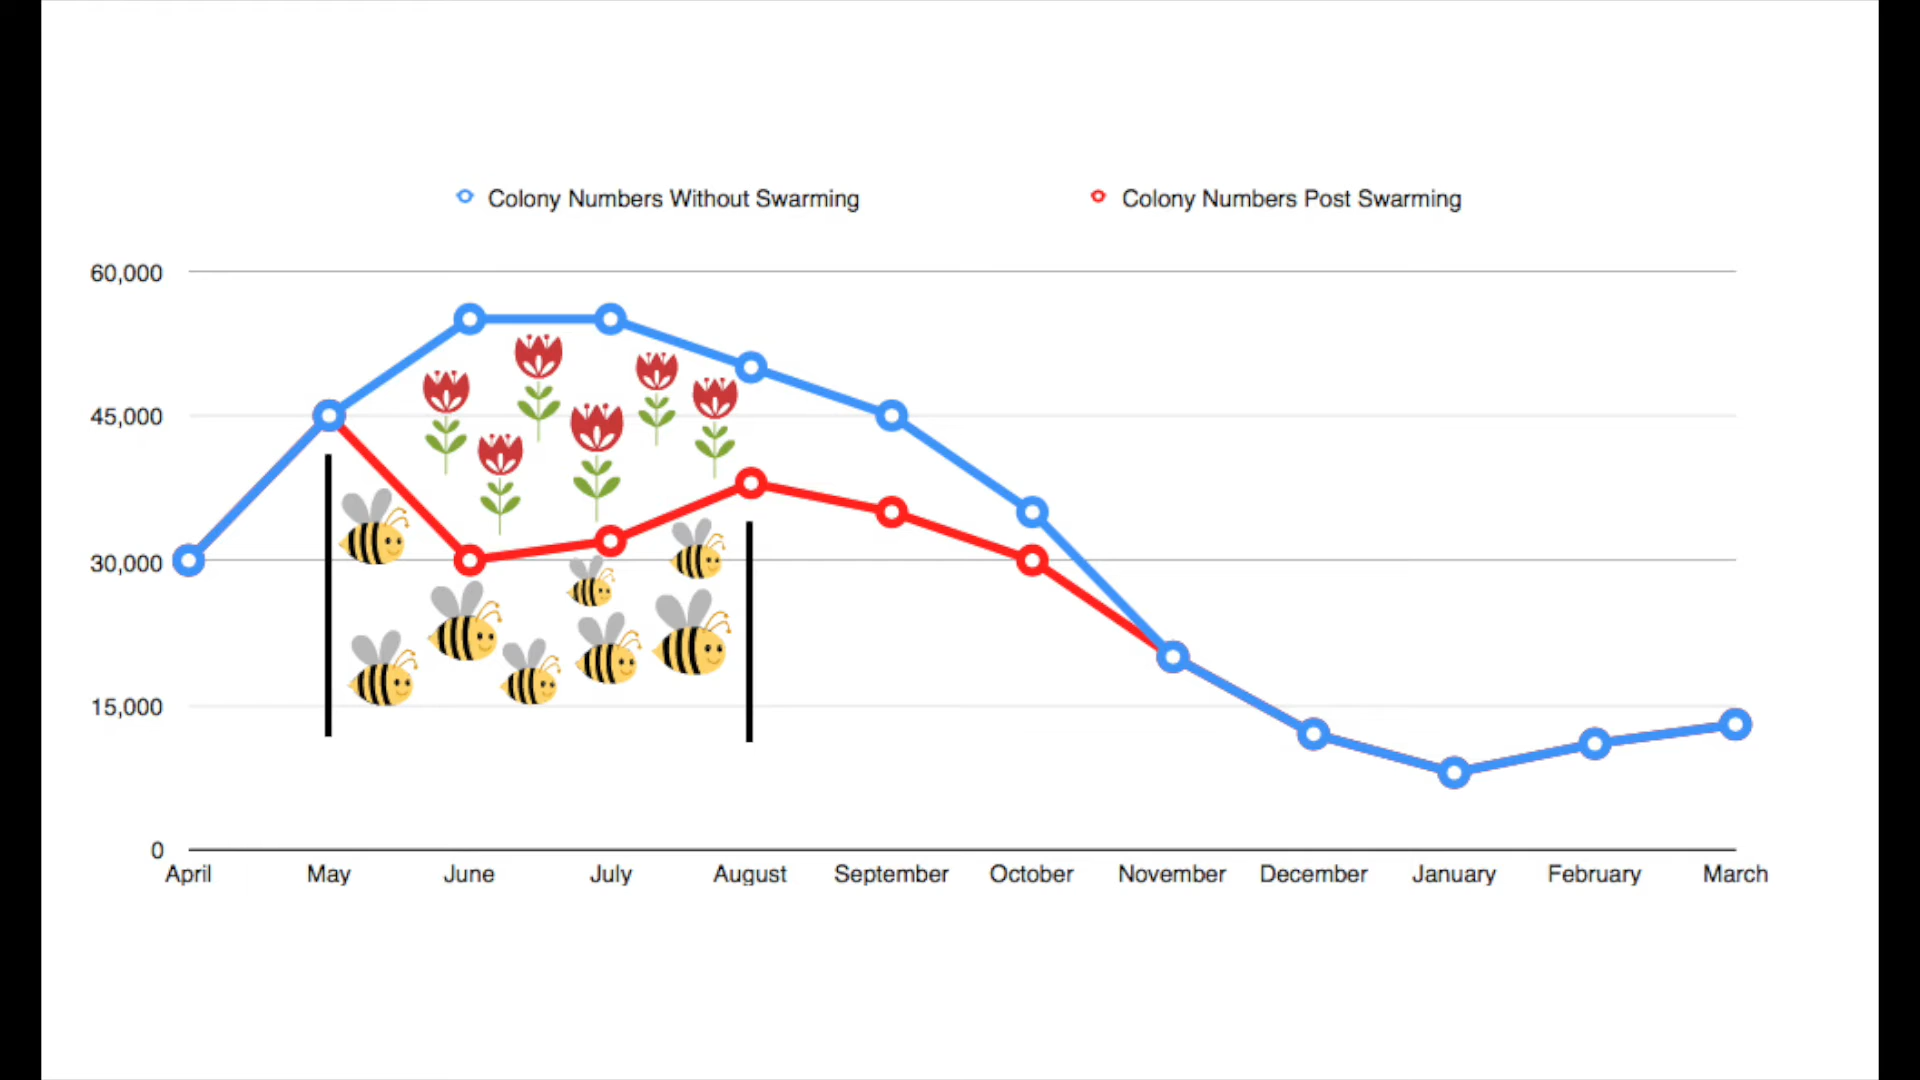 Colony Numbers Without Swarming
Colony Numbers Post Swarming
60,000
45,000
30,000
15,000
0
April May June July August September October November December January February March